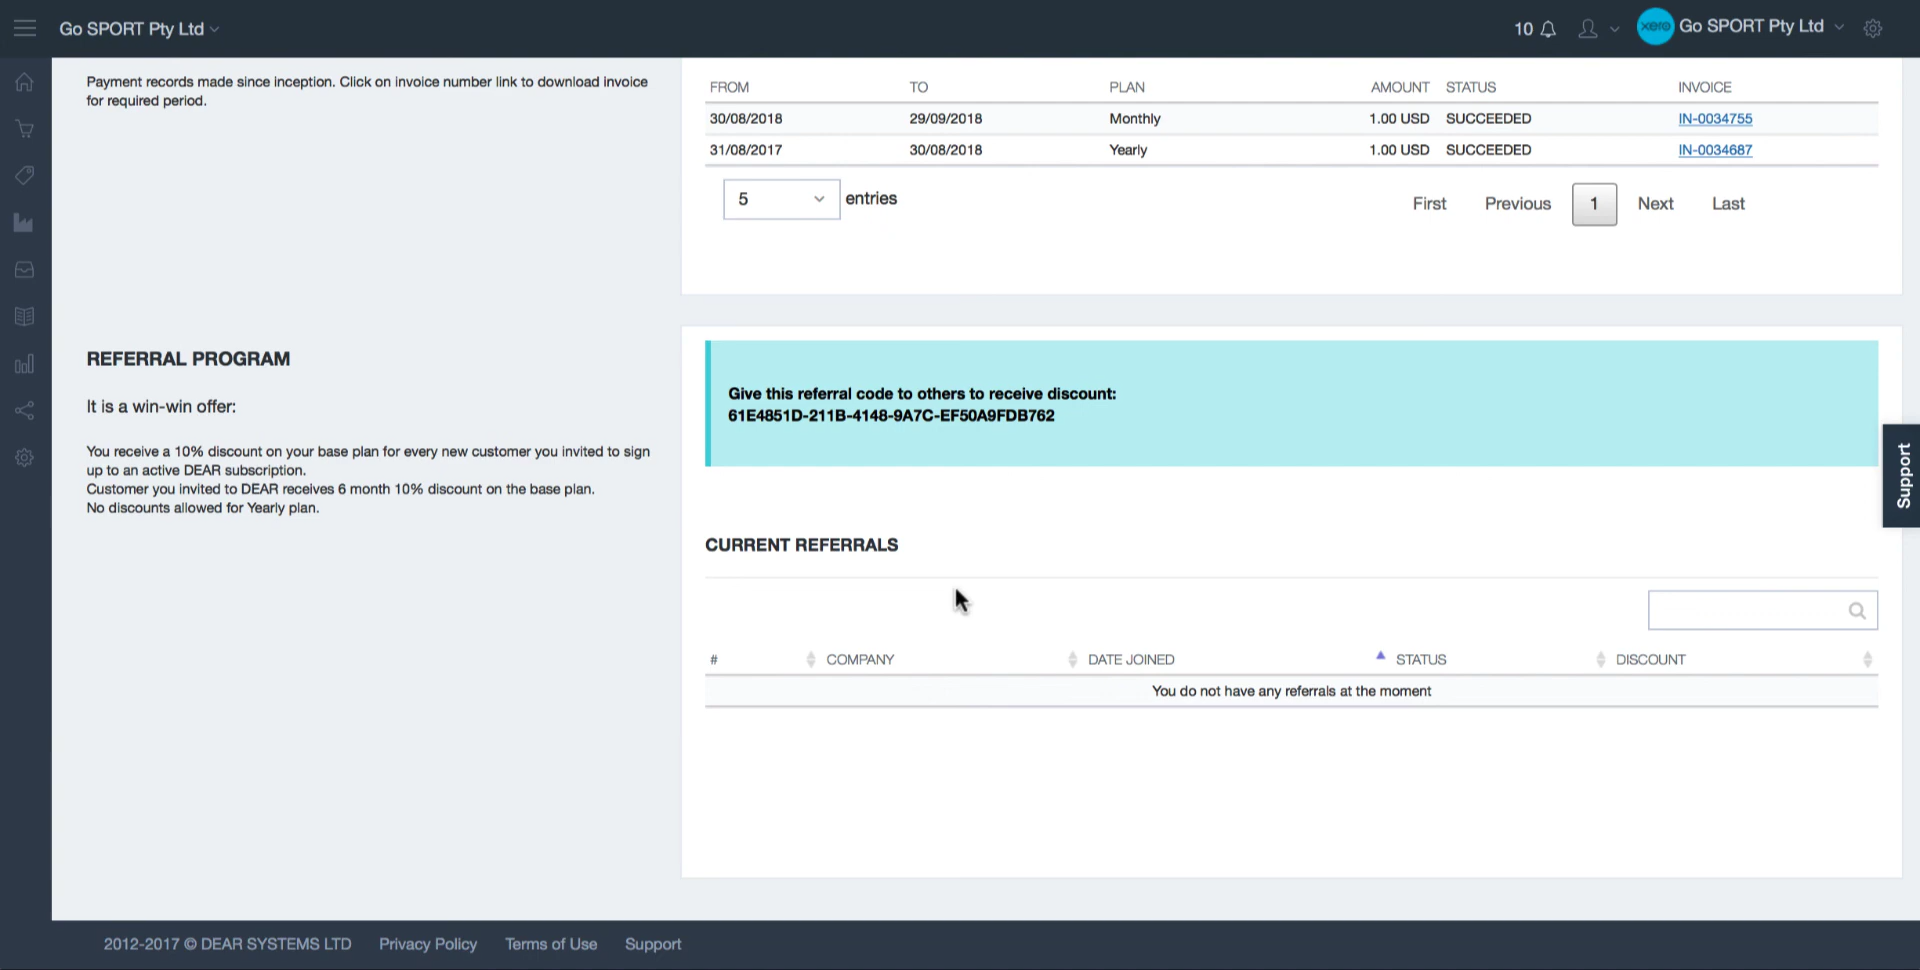 Go SPORT Pty Ltd
10
xero
Go SPORT Pty Ltd
Payment records made since inception. Click on invoice number link to download invoice
for required period.
FROM TO PLAN AMOUNT STATUS INVOICE
30/08/2018 29/09/2018 Monthly 1.00 USD SUCCEEDED IN-0034755
31/08/2017 30/08/2018 Yearly 1.00 USD SUCCEEDED IN-0034687
5 entries
First Previous 1 Next Last
REFERRAL PROGRAM
It is a win-win offer:
You receive a 10% discount on your base plan for every new customer you invited to sign
up to an active DEAR subscription.
Customer you invited to DEAR receives 6 month 10% discount on the base plan.
No discounts allowed for Yearly plan.
Give this referral code to others to receive discount:
61E4851D-211B-4148-9A7C-EF50A9FDB762
Support
CURRENT REFERRALS
# COMPANY DATE JOINED STATUS DISCOUNT
You do not have any referrals at the moment
2012-2017 © DEAR SYSTEMS LTD Privacy Policy Terms of Use Support